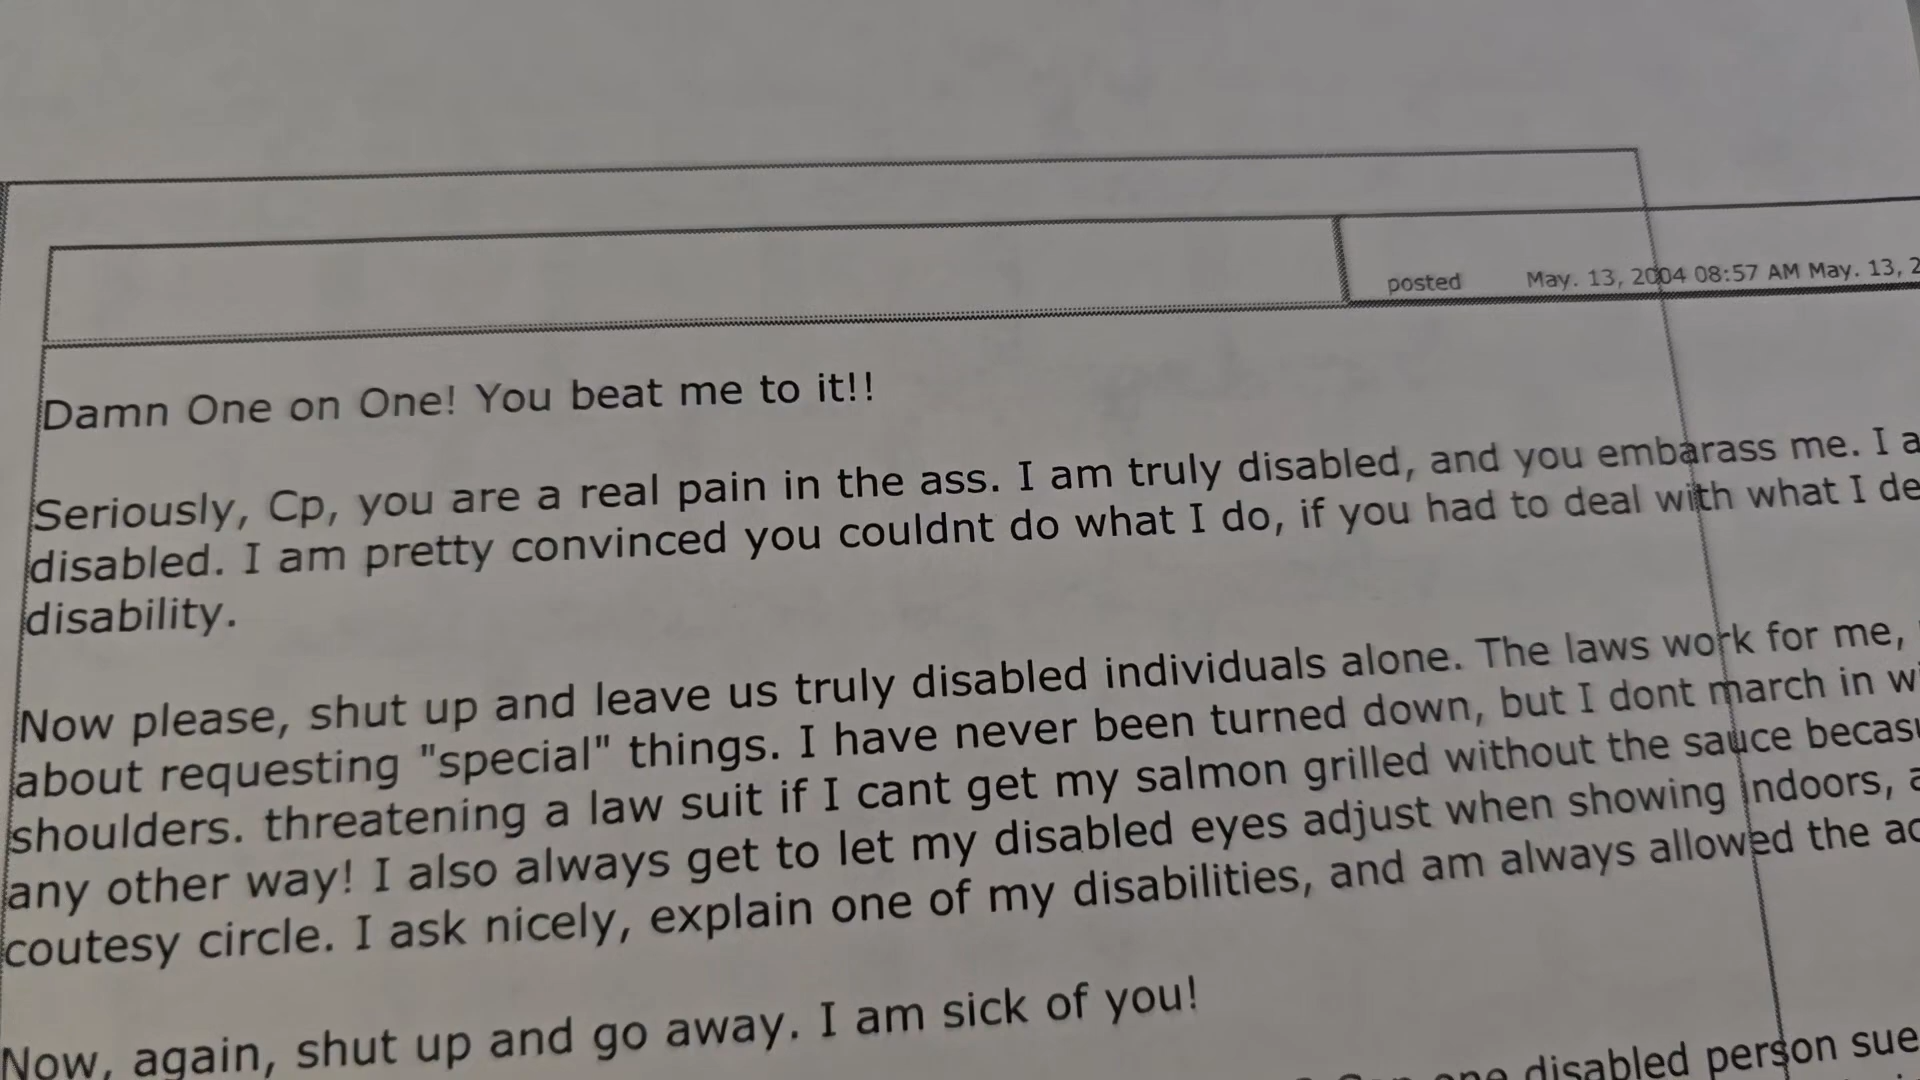 posted May. 13, 2004 08:57 AM May. 13, 2
Damn One on One! You beat me to it!!
Seriously, Cp, you are a real pain in the ass. I am truly disabled, and you embarass me. I a
disabled. I am pretty convinced you couldnt do what I do, if you had to deal with what I de
disability.
Now please, shut up and leave us truly disabled individuals alone. The laws work for me,
about requesting "special" things. I have never been turned down, but I dont march in wi
shoulders. threatening a law suit if I cant get my salmon grilled without the sauce becasu
any other way! I also always get to let my disabled eyes adjust when showing indoors, a
coutesy circle. I ask nicely, explain one of my disabilities, and am always allowed the ac
Now, again, shut up and go away. I am sick of you!
one disabled person sue